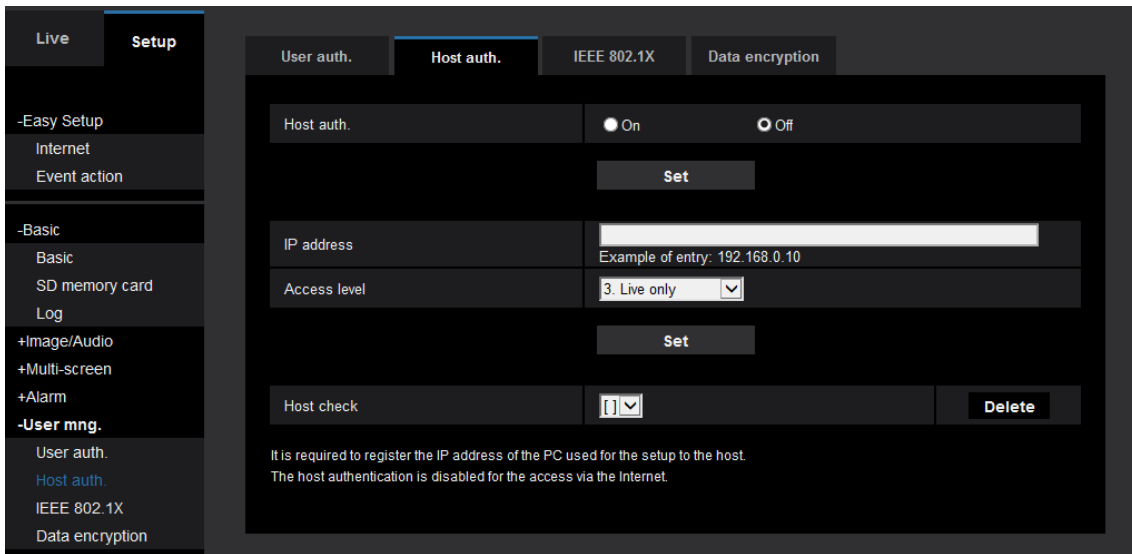 Live
Setup
-Easy Setup
Internet
Event action
-Basic
Basic
SD memory card
Log
+Image/Audio
+Multi-screen
+Alarm
-User mng.
User auth.
Host auth.
IEEE 802.1X
Data encryption
User auth. Host auth. IEEE 802.1X Data encryption
Host auth. On Off
Set
IP address
Example of entry: 192.168.0.10
Access level 3. Live only
Set
Host check [ ] Delete
It is required to register the IP address of the PC used for the setup to the host.
The host authentication is disabled for the access via the Internet.